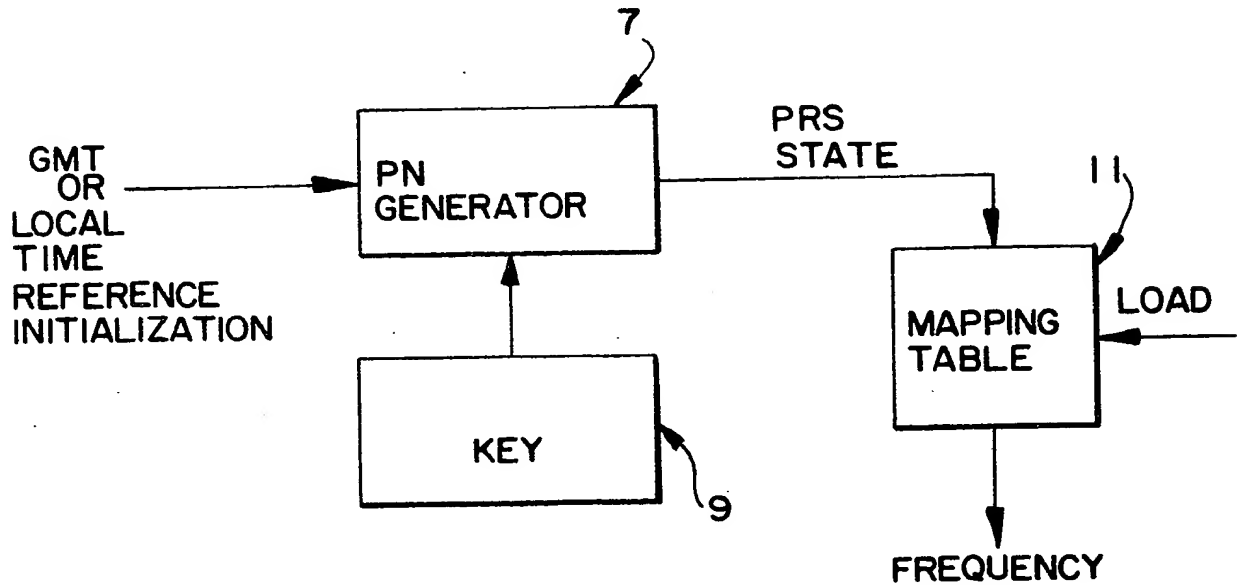 7
GMT
OR
LOCAL
TIME
REFERENCE
INITIALIZATION
PN
GENERATOR
PRS
STATE
11
MAPPING
TABLE
LOAD
KEY
9
FREQUENCY